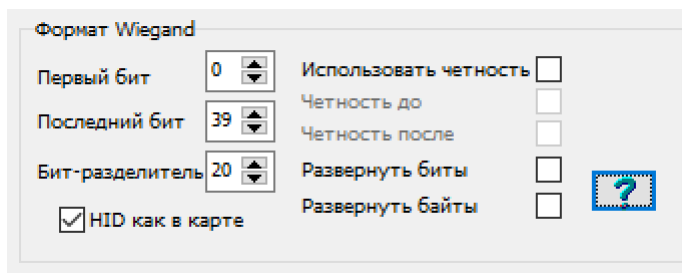 Формат Wiegand
Первый бит 0
Использовать четность
Четность до
Последний бит 39
Четность после
Бит-разделитель 20
Развернуть биты
HID как в карте
Развернуть байты
?